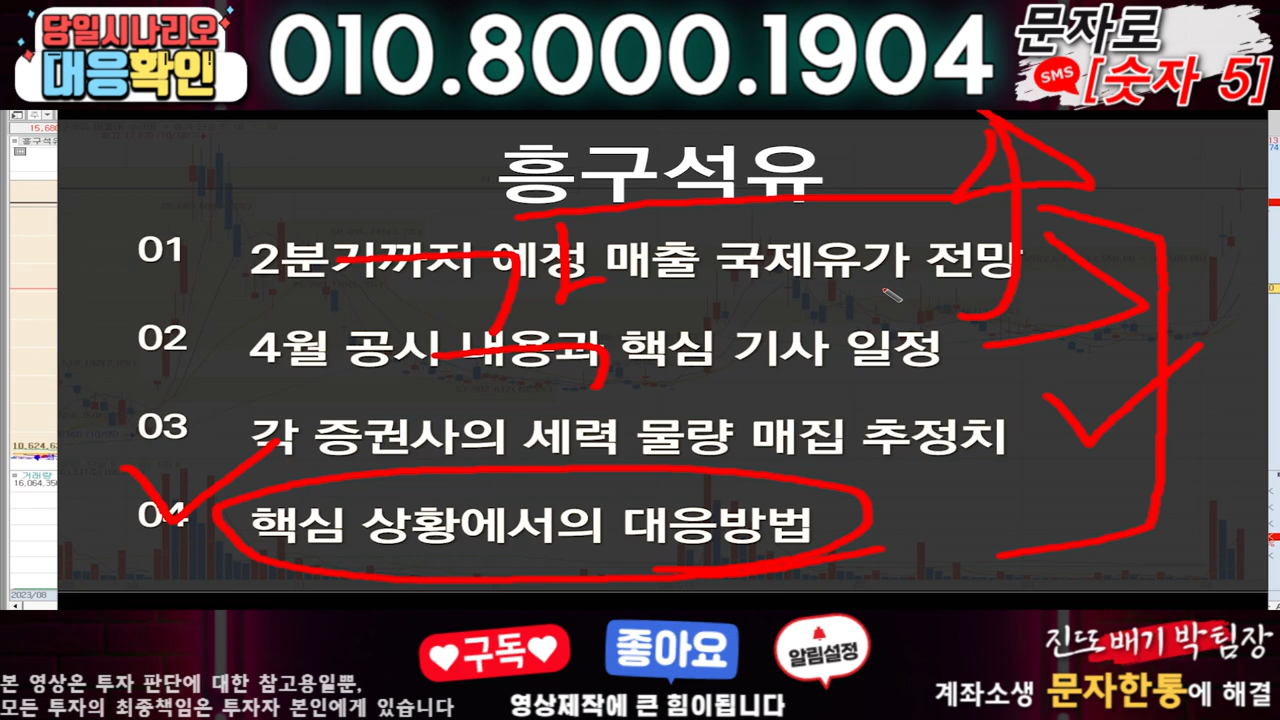 당일시나리오
대응확인
010.8000.1904
문자로
SMS
[숫자 5]
흥구석유
01 2분기까지 예정 매출 국제유가 전망
02 4월 공시 내용과 핵심 기사 일정
03 각 증권사의 세력 물량 매집 추정치
04 핵심 상황에서의 대응방법
거래량
2023/08
구독
좋아요
알림설정
영상제작에 큰 힘이됩니다
본 영상은 투자 판단에 대한 참고용일뿐,
모든 투자의 최종책임은 투자자 본인에게 있습니다
진또배기 박팀장
계좌소생 문자한통에 해결